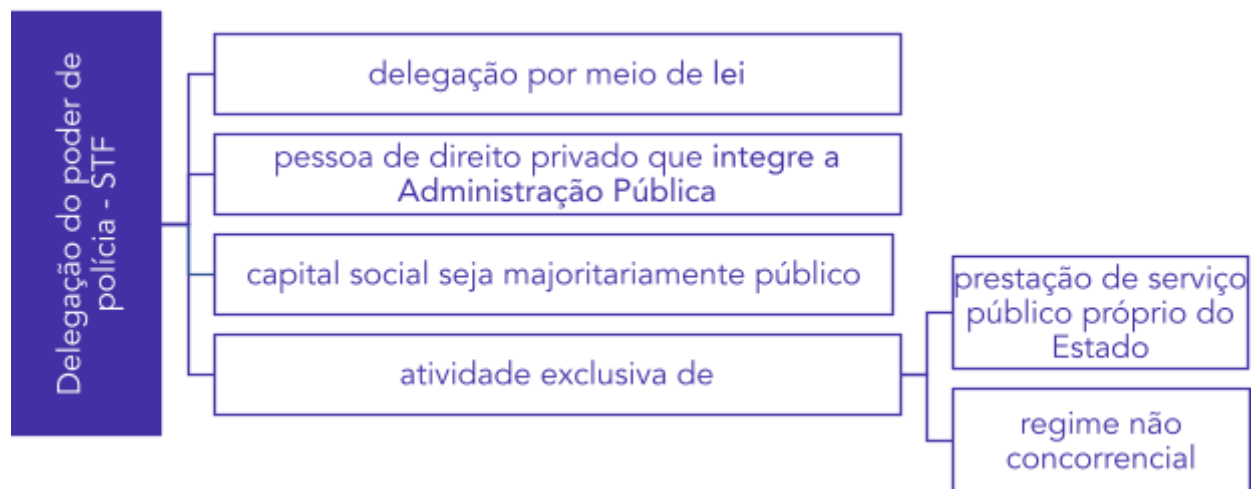 Delegação do poder de
polícia - STF
delegação por meio de lei
pessoa de direito privado que integre a
Administração Pública
capital social seja majoritariamente público
atividade exclusiva de
prestação de serviço
público próprio do
Estado
regime não
concorrencial